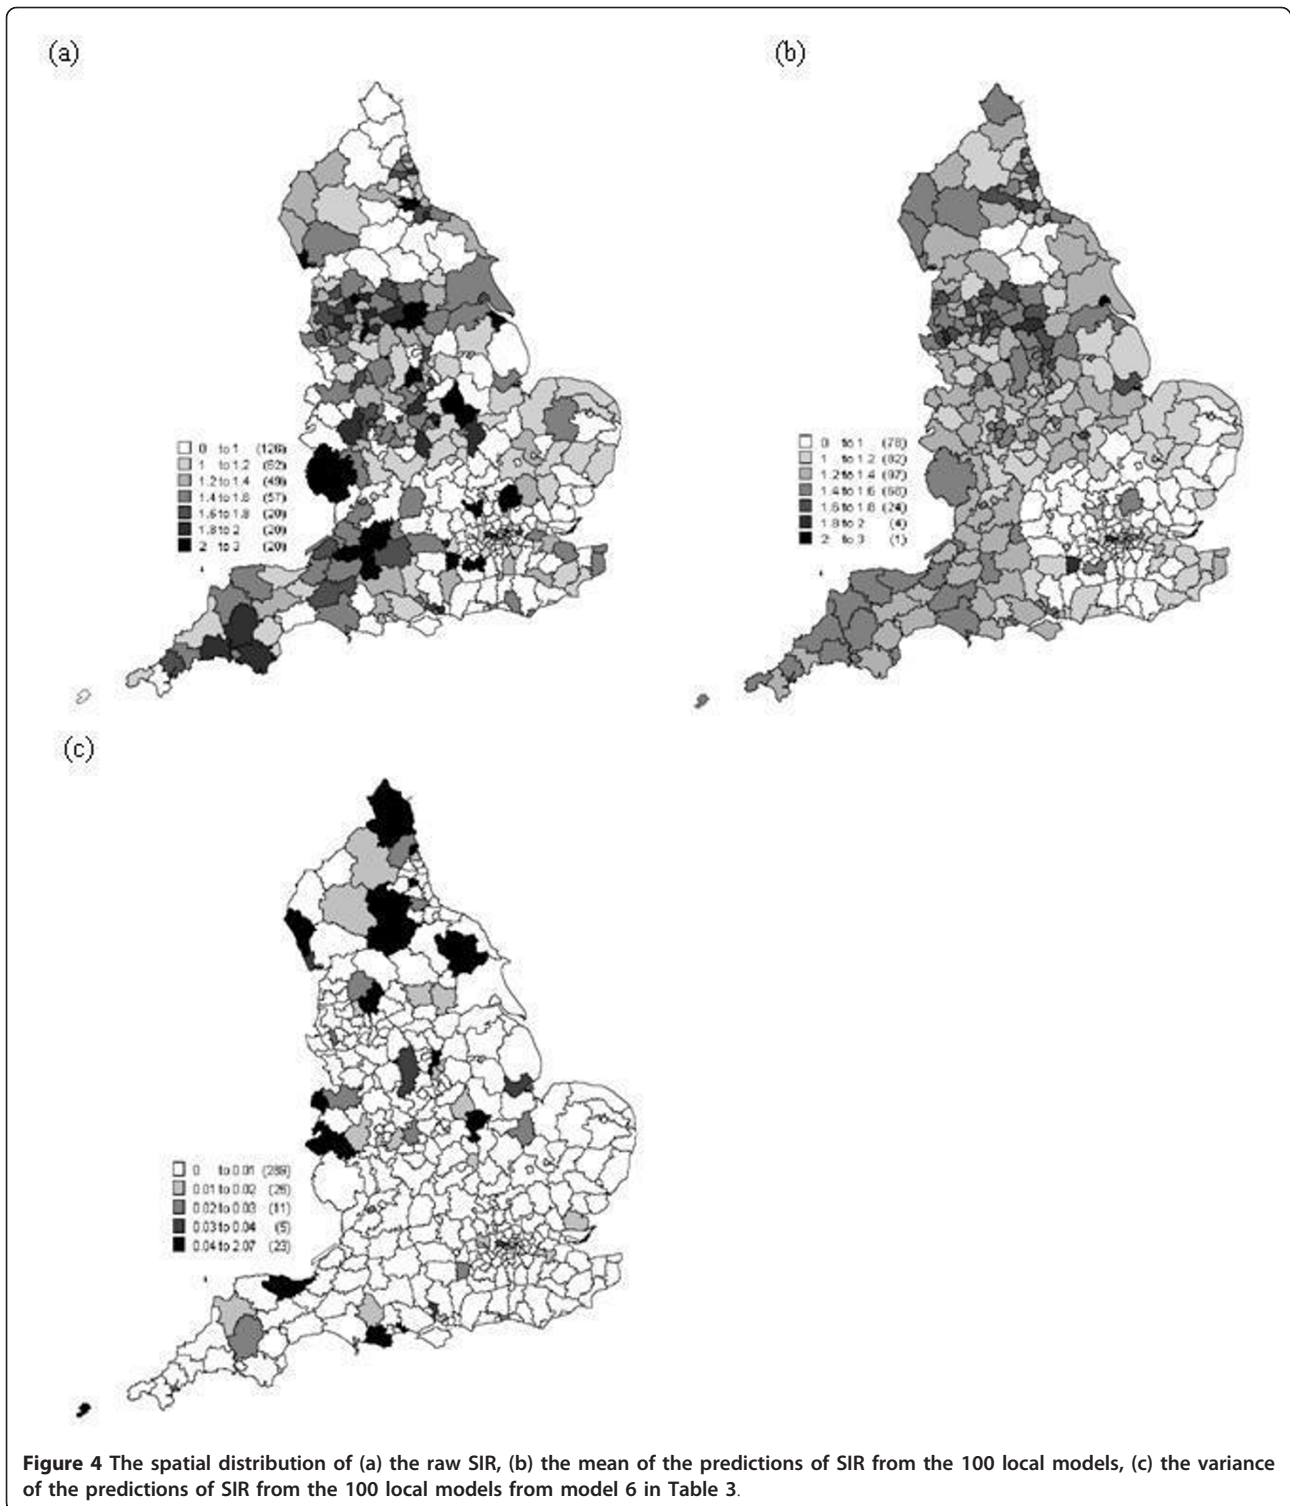 (a)
0 to 1 (126)
1 to 1.2 (62)
1.2 to 1.4 (49)
1.4 to 1.6 (57)
1.6 to 1.8 (20)
1.8 to 2 (20)
2 to 3 (20)
(b)
0 to 1 (78)
1 to 1.2 (82)
1.2 to 1.4 (97)
1.4 to 1.6 (68)
1.6 to 1.8 (24)
1.8 to 2 (4)
2 to 3 (1)
(c)
0 to 0.01 (289)
0.01 to 0.02 (26)
0.02 to 0.03 (11)
0.03 to 0.04 (5)
0.04 to 2.07 (23)
Figure 4 The spatial distribution of (a) the raw SIR, (b) the mean of the predictions of SIR from the 100 local models, (c) the variance
of the predictions of SIR from the 100 local models from model 6 in Table 3.